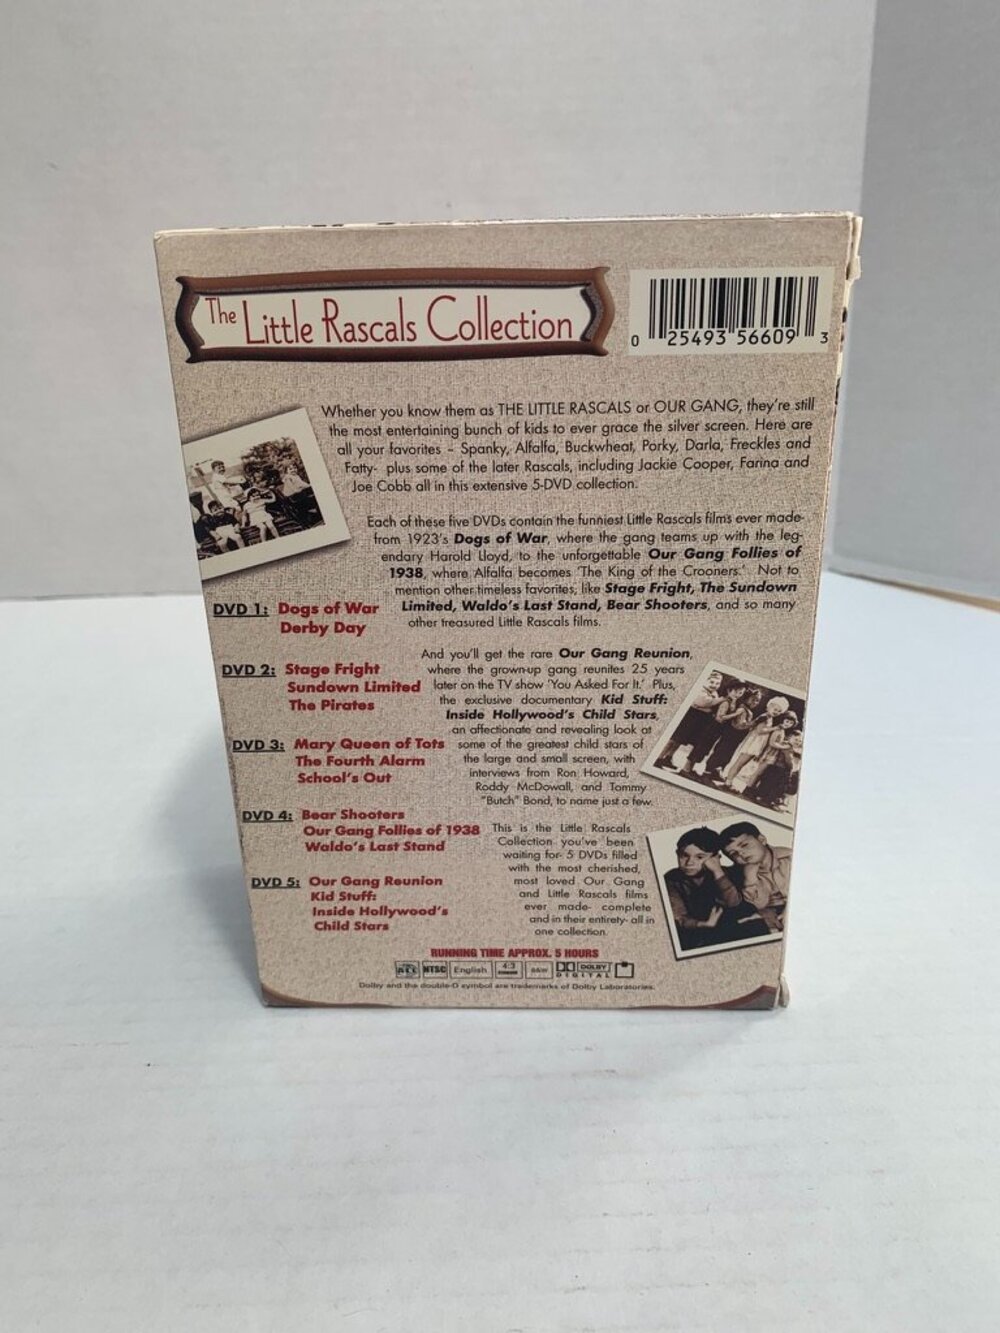 The Little Rascals Collection
0 25493 56609 3
Whether you know them as THE LITTLE RASCALS or OUR GANG, they're still
the most entertaining bunch of kids to ever grace the silver screen. Here are
all your favorites - Spanky, Alfalfa, Buckwheat, Porky, Darla, Freckles and
Fatty- plus some of the later Rascals, including Jackie Cooper, Farina and
Joe Cobb all in this extensive 5-DVD collection.
Each of these five DVDs contain the funniest Little Rascals films ever made-
from 1923's Dogs of War, where the gang teams up with the leg-
endary Harold Lloyd, to the unforgettable Our Gang Follies of
1938, where Alfalfa becomes 'The King of the Crooners.' Not to
mention other timeless favorites, like Stage Fright, The Sundown
Limited, Waldo's Last Stand, Bear Shooters, and so many
other treasured Little Rascals films.
And you'll get the rare Our Gang Reunion,
where the grown-up gang reunites 25 years
later on the TV show 'You Asked For It.' Plus,
the exclusive documentary Kid Stuff:
Inside Hollywood's Child Stars,
an affectionate and revealing look at
some of the greatest child stars of
the large and small screen, with
interviews from Ron Howard,
Roddy McDowall, and Tommy
"Butch" Bond, to name just a few.
This is the Little Rascals
Collection you've been
waiting for- 5 DVDs filled
with the most cherished,
most loved Our Gang
and Little Rascals films
ever made- complete
and in their entirety- all in
one collection.
DVD 1: Dogs of War
Derby Day
DVD 2: Stage Fright
Sundown Limited
The Pirates
DVD 3: Mary Queen of Tots
The Fourth Alarm
School's Out
DVD 4: Bear Shooters
Our Gang Follies of 1938
Waldo's Last Stand
DVD 5: Our Gang Reunion
Kid Stuff:
Inside Hollywood's
Child Stars
RUNNING TIME APPROX. 5 HOURS
ALL NTSC English 4:3 B&W DOLBY DIGITAL
Dolby and the double-D symbol are trademarks of Dolby Laboratories.